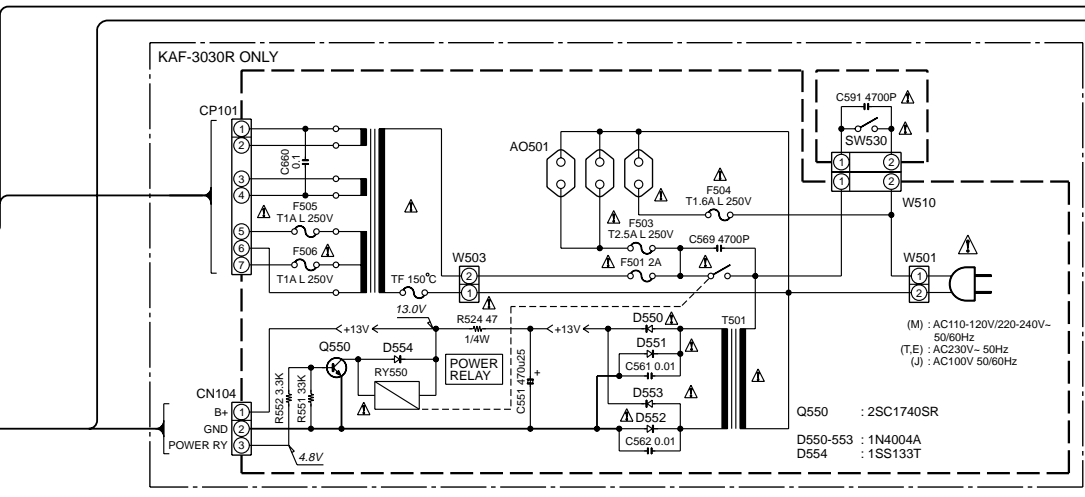 KAF-3030R ONLY
CP101
1
2
3
4
5
6
7
C660
0.1
F505
T1A L 250V
F506
T1A L 250V
TF 150°C
W503
2
1
AO501
F504
T1.6A L 250V
F503
T2.5A L 250V
C569 4700P
F501 2A
C591 4700P
SW530
1 2
1 2
W510
W501
1
2
(M) : AC110-120V/220-240V~
50/60Hz
(T,E) : AC230V~ 50Hz
(J) : AC100V 50/60Hz
13.0V
+13V
R524 47
1/4W
+13V
Q550
D554
RY550
POWER
RELAY
C551 470u25
+
D550
D551
C561 0.01
D553
D552
C562 0.01
T501
R552 3.3K
R551 33K
CN104
B+ 1
GND 2
POWER RY 3
4.8V
Q550 : 2SC1740SR
D550-553 : 1N4004A
D554 : 1SS133T